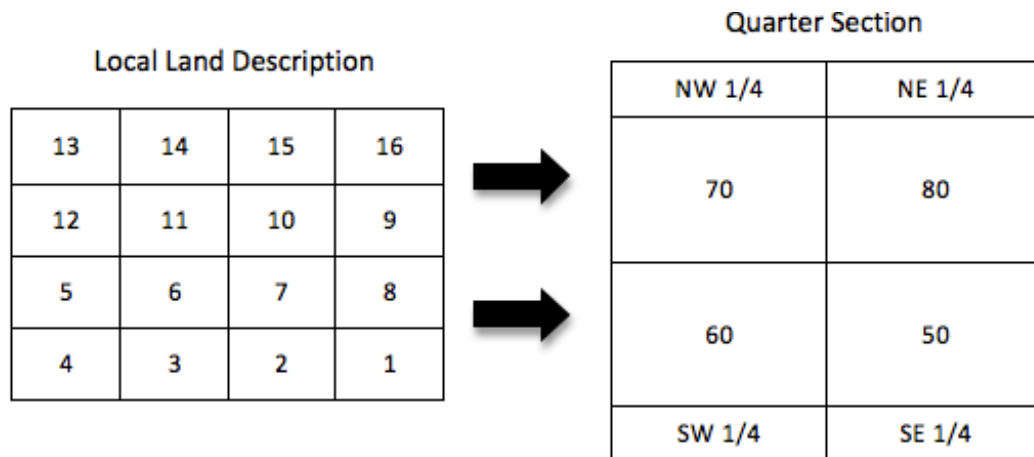 Quarter Section
Local Land Description
13 14 15 16
12 11 10 9
5 6 7 8
4 3 2 1
NW 1/4 NE 1/4
70 80
60 50
SW 1/4 SE 1/4